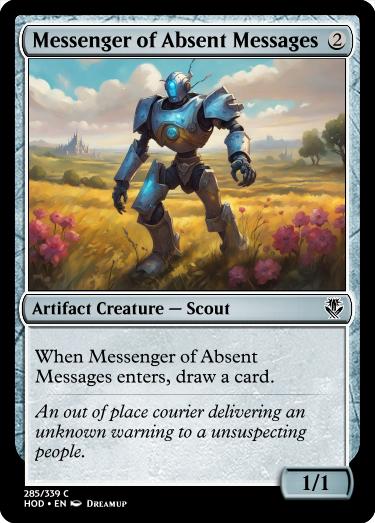 Messenger of Absent Messages 2
Artifact Creature — Scout
When Messenger of Absent
Messages enters, draw a card.
An out of place courier delivering an
unknown warning to a unsuspecting
people.
1/1
285/339 C
HOD • EN DREAMUP